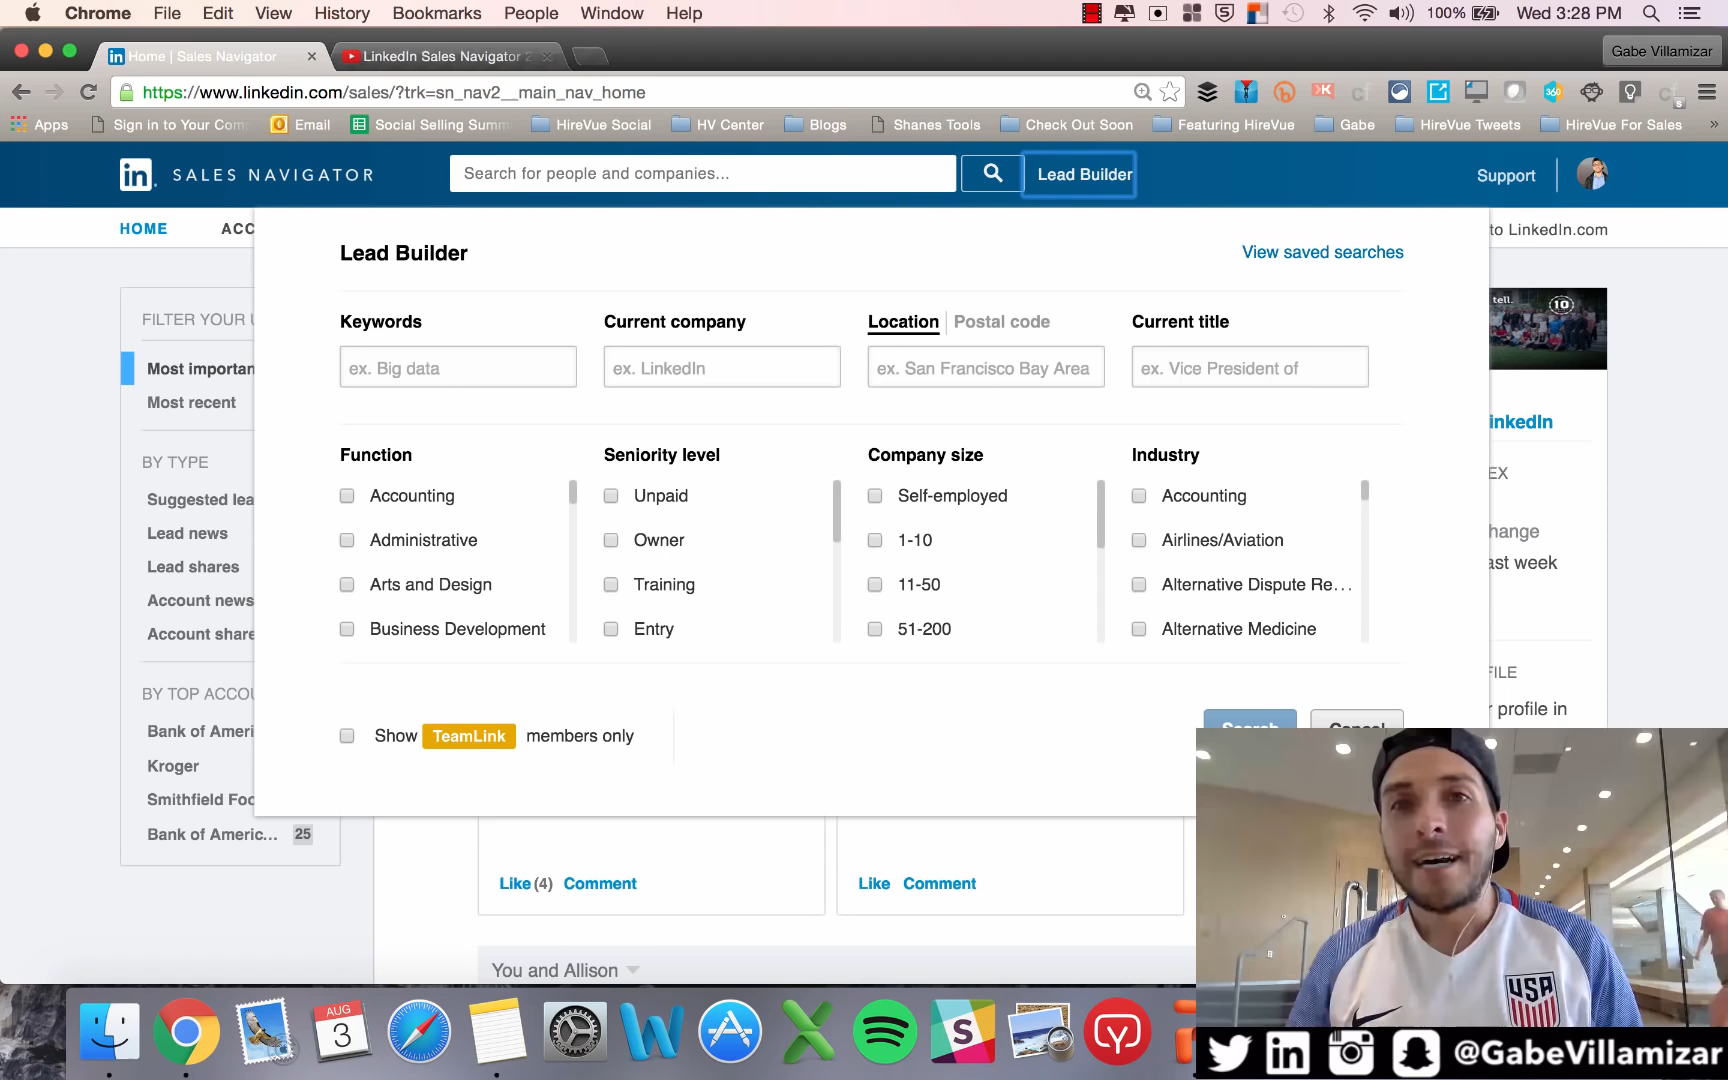 Chrome File Edit View History Bookmarks People Window Help 100% Wed 3:28 PM
Home | Sales Navigator LinkedIn Sales Navigator 2 Gabe Villamizar
https://www.linkedin.com/sales/?trk=sn_nav2__main_nav_home
Apps Sign in to Your Com Email Social Selling Summ HireVue Social HV Center Blogs Shanes Tools Check Out Soon Featuring HireVue Gabe HireVue Tweets HireVue For Sales »
in SALES NAVIGATOR Search for people and companies... Lead Builder Support
HOME ACC to LinkedIn.com
Lead Builder View saved searches
tell. 10
FILTER YOUR U
Keywords Current company Location Postal code Current title
Most importan ex. Big data ex. LinkedIn ex. San Francisco Bay Area ex. Vice President of
Most recent
inkedIn
BY TYPE Function Seniority level Company size Industry
EX
Suggested lea Accounting Unpaid Self-employed Accounting
Lead news Administrative Owner 1-10 Airlines/Aviation
hange
ast week
Lead shares Arts and Design Training 11-50 Alternative Dispute Re...
Account news
Account share Business Development Entry 51-200 Alternative Medicine
FILE
BY TOP ACCOU
r profile in
Bank of Ameri Show TeamLink members only Search Cancel
Kroger
Smithfield Foo
Bank of Americ... 25
Like (4) Comment Like Comment
You and Allison
USA
AUG
3
S
@GabeVillamizar